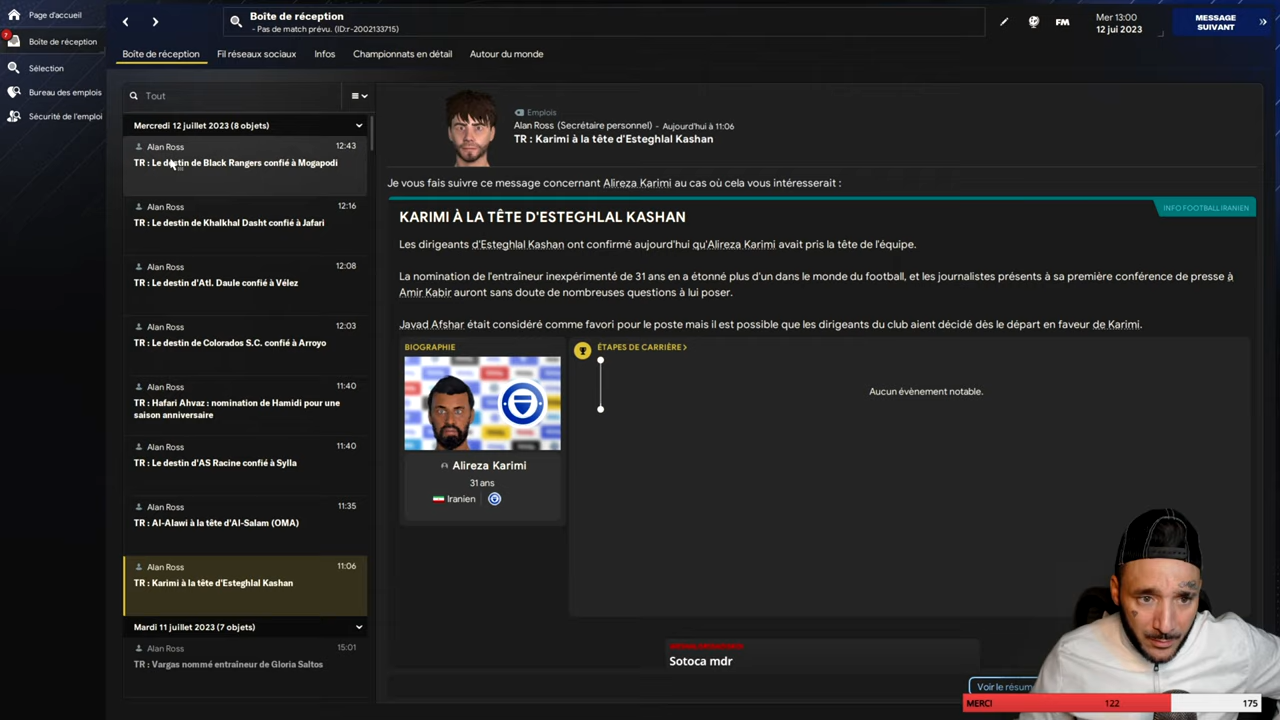 Page d'accueil
7
Boîte de réception
Sélection
Bureau des emplois
Sécurité de l'emploi
Boîte de réception
- Pas de match prévu. (ID:r-2002133715)
FM
Mer 13:00
12 jui 2023
MESSAGE
SUIVANT
Boîte de réception
Fil réseaux sociaux
Infos
Championnats en détail
Autour du monde
Tout
Mercredi 12 juillet 2023 (8 objets)
Alan Ross
12:43
TR : Le destin de Black Rangers confié à Mogapodi
Alan Ross
12:16
TR : Le destin de Khalkhal Dasht confié à Jafari
Alan Ross
12:08
TR : Le destin d'Atl. Daule confié à Vélez
Alan Ross
12:03
TR : Le destin de Colorados S.C. confié à Arroyo
Alan Ross
11:40
TR : Hafari Ahvaz : nomination de Hamidi pour une
saison anniversaire
Alan Ross
11:40
TR : Le destin d'AS Racine confié à Sylla
Alan Ross
11:35
TR : Al-Alawi à la tête d'Al-Salam (OMA)
Alan Ross
11:06
TR : Karimi à la tête d'Esteghlal Kashan
Mardi 11 juillet 2023 (7 objets)
Alan Ross
15:01
TR : Vargas nommé entraîneur de Gloria Saltos
Emplois
Alan Ross (Secrétaire personnel) - Aujourd'hui à 11:06
TR : Karimi à la tête d'Esteghlal Kashan
Je vous fais suivre ce message concernant Alireza Karimi au cas où cela vous intéresserait :
INFO FOOTBALL IRANIEN
KARIMI À LA TÊTE D'ESTEGHLAL KASHAN
Les dirigeants d'Esteghlal Kashan ont confirmé aujourd'hui qu'Alireza Karimi avait pris la tête de l'équipe.
La nomination de l'entraîneur inexpérimenté de 31 ans en a étonné plus d'un dans le monde du football, et les journalistes présents à sa première conférence de presse à
Amir Kabir auront sans doute de nombreuses questions à lui poser.
Javad Afshar était considéré comme favori pour le poste mais il est possible que les dirigeants du club aient décidé dès le départ en faveur de Karimi.
BIOGRAPHIE
Alireza Karimi
31 ans
Iranien
ÉTAPES DE CARRIÈRE >
Aucun évènement notable.
Sotoca mdr
Voir le résum
MERCI
122
175